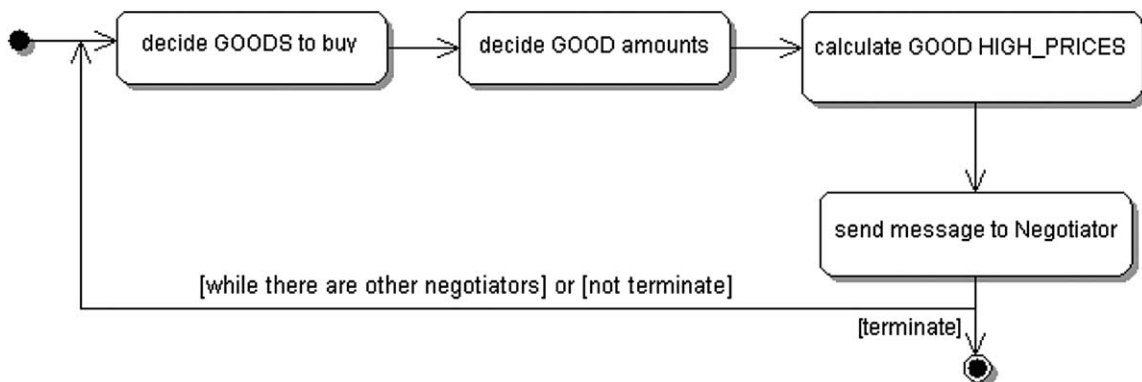 decide GOODS to buy
decide GOOD amounts
calculate GOOD HIGH_PRICES
send message to Negotiator
[while there are other negotiators] or [not terminate]
[terminate]